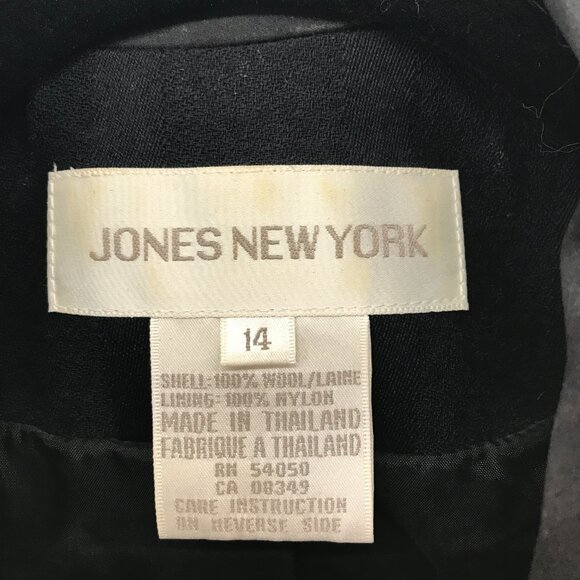 JONES NEW YORK
14
SHELL:100% WOOL/LAINE
LINING:100% NYLON
MADE IN THAILAND
FABRIQUE A THAILAND
RN 54050
CA 08349
CARE INSTRUCTION
ON REVERSE SIDE